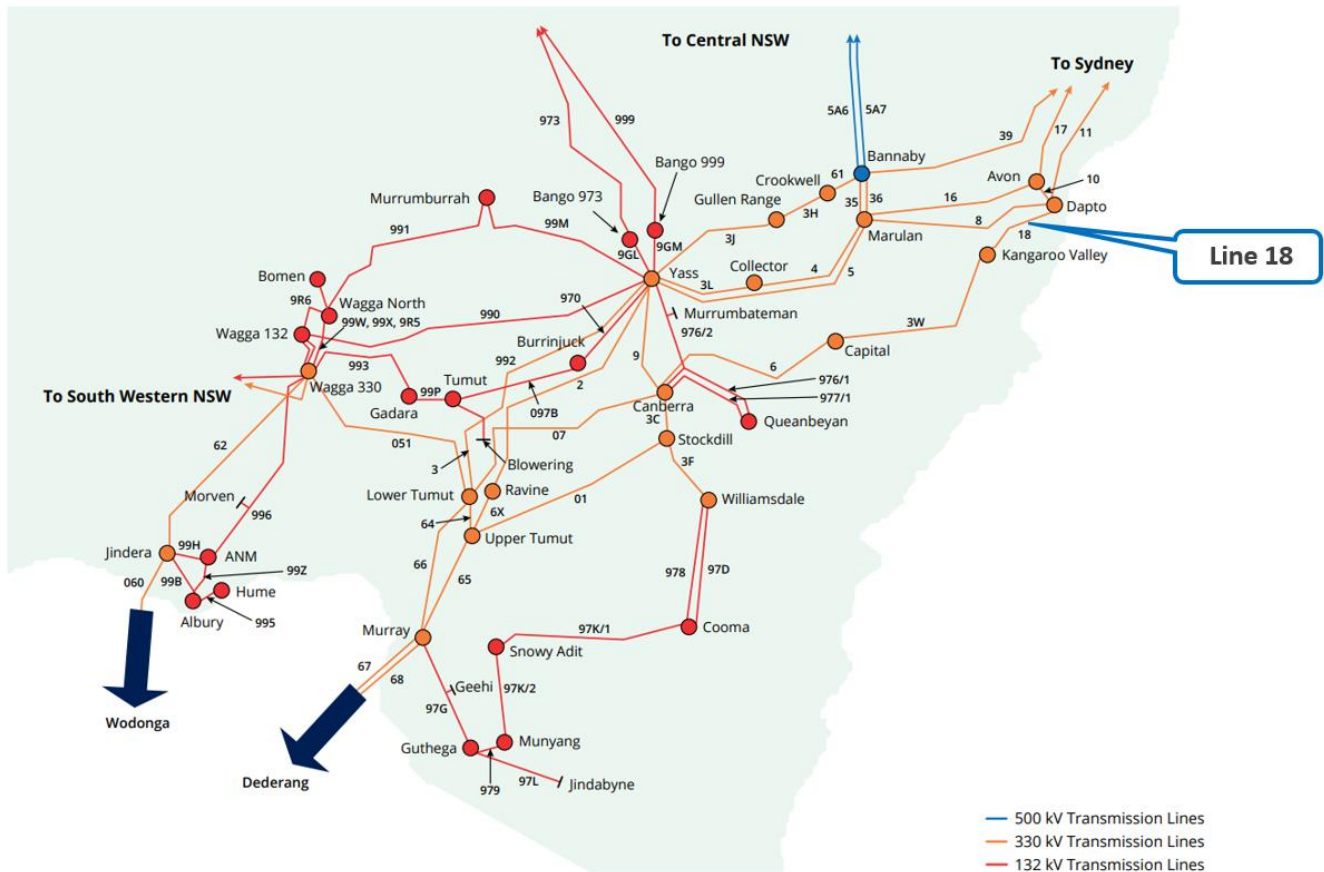 To Central NSW
To Sydney
973
999
5A6
5A7
39
17
11
Bannaby
Bango 999
Crookwell
61
Avon
10
Murrumburrah
Bango 973
Gullen Range
35
36
16
Dapto
3H
8
18
991
99M
9GL
9GM
3J
Marulan
Line 18
Kangaroo Valley
Yass
Collector
4
5
3L
Bomen
9R6
Wagga North
970
Murrumbateman
99W, 99X, 9R5
990
976/2
3W
Wagga 132
Burrinjuck
Capital
9
992
993
Tumut
2
6
976/1
To South Western NSW
Wagga 330
99P
977/1
Gadara
097B
Canberra
3C
Queanbeyan
62
051
07
Stockdill
3
Blowering
3F
Morven
Lower Tumut
Ravine
01
Williamsdale
996
64
6X
Upper Tumut
Jindera
99H
ANM
66
060
99B
99Z
65
978
97D
Hume
Albury
995
Murray
97K/1
Cooma
Snowy Adit
67
68
Geehi
97K/2
97G
Wodonga
Guthega
Munyang
Dederang
979
97L
Jindabyne
500 kV Transmission Lines
330 kV Transmission Lines
132 kV Transmission Lines